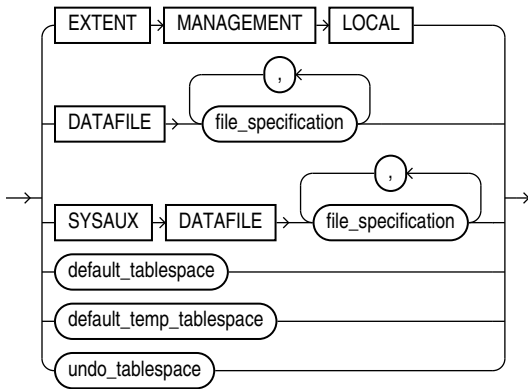 EXTENT MANAGEMENT LOCAL
,
DATAFILE file_specification
,
SYSAUX DATAFILE file_specification
default_tablespace
default_temp_tablespace
undo_tablespace